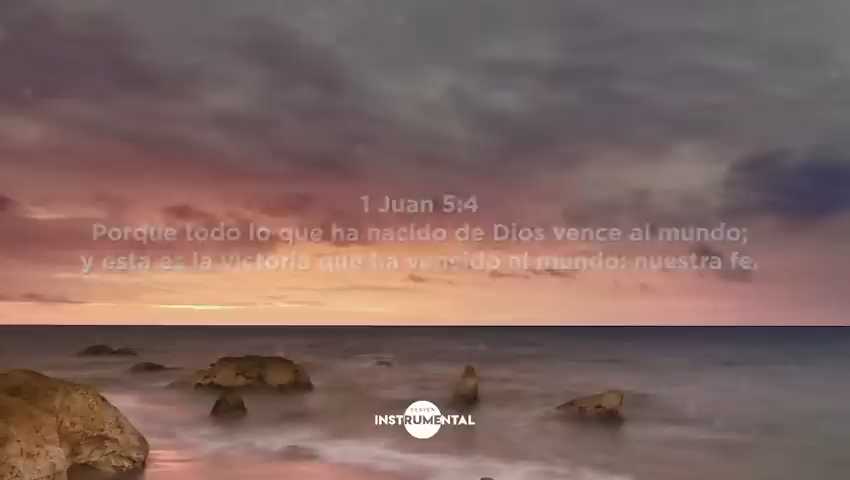 1 Juan 5:4
Porque todo lo que ha nacido de Dios vence al mundo;
y esta es la victoria que ha vencido al mundo: nuestra fe.
HEAVEN
INSTRUMENTAL